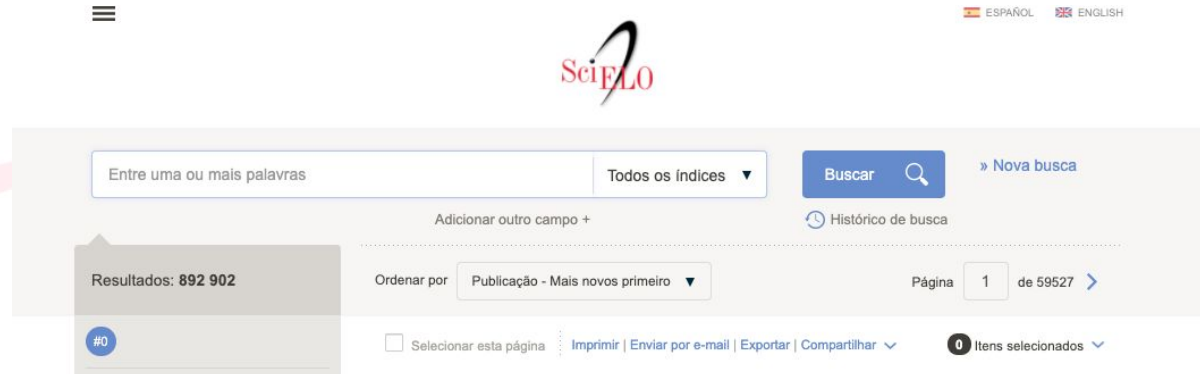 ESPAÑOL ENGLISH
SciELO
Entre uma ou mais palavras Todos os índices ▼ Buscar » Nova busca
Adicionar outro campo + Histórico de busca
Resultados: 892 902 Ordenar por Publicação - Mais novos primeiro ▼ Página 1 de 59527
#0 Selecionar esta página Imprimir | Enviar por e-mail | Exportar | Compartilhar 0 Itens selecionados